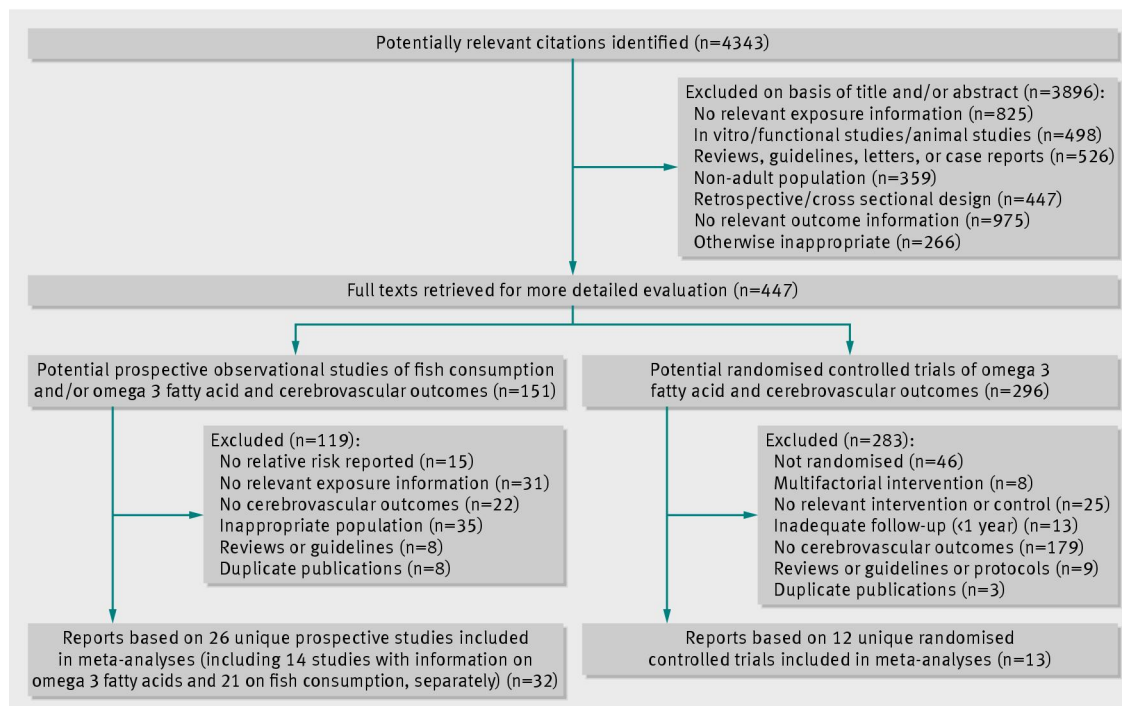 Potentially relevant citations identified (n=4343)
Excluded on basis of title and/or abstract (n=3896):
No relevant exposure information (n=825)
In vitro/functional studies/animal studies (n=498)
Reviews, guidelines, letters, or case reports (n=526)
Non-adult population (n=359)
Retrospective/cross sectional design (n=447)
No relevant outcome information (n=975)
Otherwise inappropriate (n=266)
Full texts retrieved for more detailed evaluation (n=447)
Potential prospective observational studies of fish consumption
and/or omega 3 fatty acid and cerebrovascular outcomes (n=151)
Potential randomised controlled trials of omega 3
fatty acid and cerebrovascular outcomes (n=296)
Excluded (n=119):
No relative risk reported (n=15)
No relevant exposure information (n=31)
No cerebrovascular outcomes (n=22)
Inappropriate population (n=35)
Reviews or guidelines (n=8)
Duplicate publications (n=8)
Excluded (n=283):
Not randomised (n=46)
Multifactorial intervention (n=8)
No relevant intervention or control (n=25)
Inadequate follow-up (<1 year) (n=13)
No cerebrovascular outcomes (n=179)
Reviews or guidelines or protocols (n=9)
Duplicate publications (n=3)
Reports based on 26 unique prospective studies included
in meta-analyses (including 14 studies with information on
omega 3 fatty acids and 21 on fish consumption, separately) (n=32)
Reports based on 12 unique randomised
controlled trials included in meta-analyses (n=13)